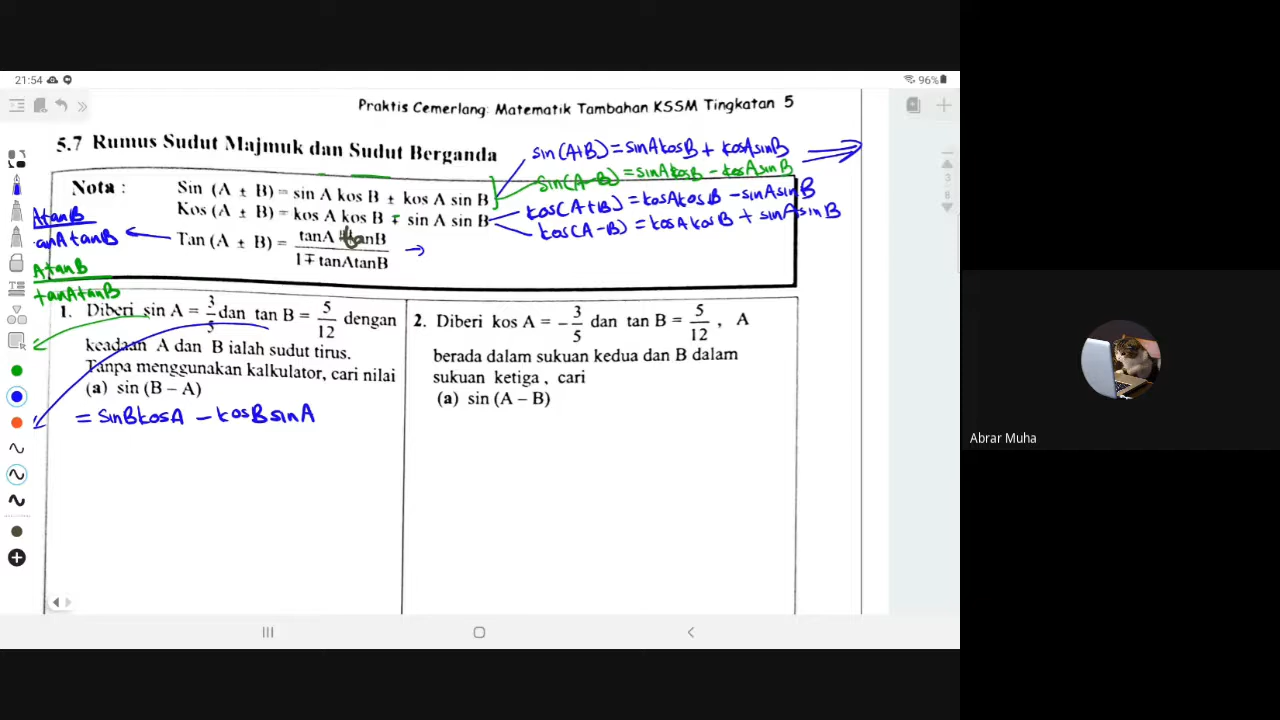 21:54
96%
Praktis Cemerlang: Matematik Tambahan KSSM Tingkatan 5
5.7 Rumus Sudut Majmuk dan Sudut Berganda
sin(A+B) = sinAkosB + kosAsinB
sin(A-B) = sinAkosB - kosAsinB
kos(A+B) = kosAkosB - sinAsinB
kos(A-B) = kosAkosB + sinAsinB
Nota :
Sin (A ± B) = sin A kos B ± kos A sin B
Kos (A ± B) = kos A kos B ∓ sin A sin B
Tan (A ± B) = tanA ± tanB / 1 ∓ tanAtanB
AtanB
anAtanB
AtanB
tanAtanB
1. Diberi sin A = 3/5 dan tan B = 5/12 dengan
keadaan A dan B ialah sudut tirus.
Tanpa menggunakan kalkulator, cari nilai
(a) sin (B – A)
= sinBkosA - kosBsinA
2. Diberi kos A = – 3/5 dan tan B = 5/12 , A
berada dalam sukuan kedua dan B dalam
sukuan ketiga , cari
(a) sin (A – B)
Abrar Muha